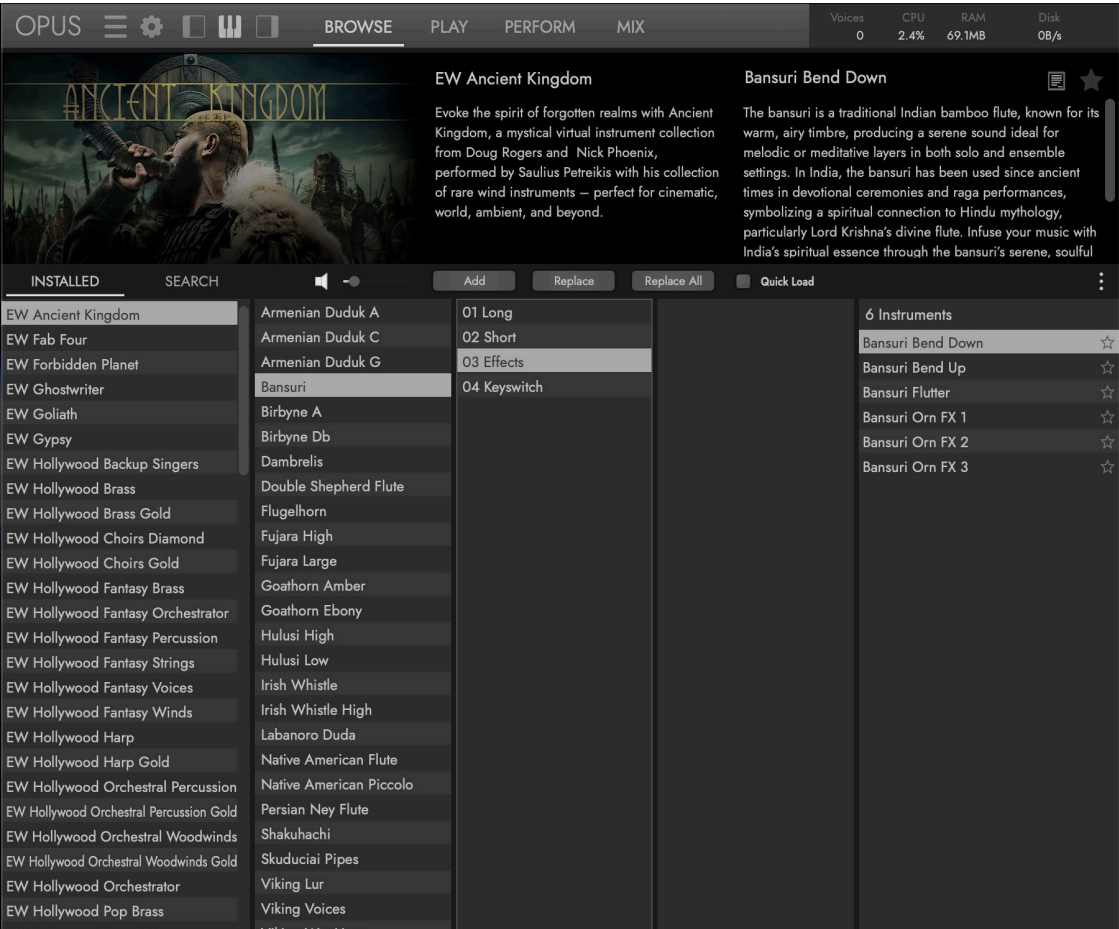 OPUS
BROWSE
PLAY
PERFORM
MIX
Voices
0
CPU
2.4%
RAM
69.1MB
Disk
0B/s
ANCIENT KINGDOM
EW Ancient Kingdom
Evoke the spirit of forgotten realms with Ancient
Kingdom, a mystical virtual instrument collection
from Doug Rogers and Nick Phoenix,
performed by Saulius Petreikis with his collection
of rare wind instruments – perfect for cinematic,
world, ambient, and beyond.
Bansuri Bend Down
The bansuri is a traditional Indian bamboo flute, known for its
warm, airy timbre, producing a serene sound ideal for
melodic or meditative layers in both solo and ensemble
settings. In India, the bansuri has been used since ancient
times in devotional ceremonies and raga performances,
symbolizing a spiritual connection to Hindu mythology,
particularly Lord Krishna's divine flute. Infuse your music with
India's spiritual essence through the bansuri's serene, soulful
INSTALLED
SEARCH
Add
Replace
Replace All
Quick Load
EW Ancient Kingdom
EW Fab Four
EW Forbidden Planet
EW Ghostwriter
EW Goliath
EW Gypsy
EW Hollywood Backup Singers
EW Hollywood Brass
EW Hollywood Brass Gold
EW Hollywood Choirs Diamond
EW Hollywood Choirs Gold
EW Hollywood Fantasy Brass
EW Hollywood Fantasy Orchestrator
EW Hollywood Fantasy Percussion
EW Hollywood Fantasy Strings
EW Hollywood Fantasy Voices
EW Hollywood Fantasy Winds
EW Hollywood Harp
EW Hollywood Harp Gold
EW Hollywood Orchestral Percussion
EW Hollywood Orchestral Percussion Gold
EW Hollywood Orchestral Woodwinds
EW Hollywood Orchestral Woodwinds Gold
EW Hollywood Orchestrator
EW Hollywood Pop Brass
Armenian Duduk A
Armenian Duduk C
Armenian Duduk G
Bansuri
Birbyne A
Birbyne Db
Dambrelis
Double Shepherd Flute
Flugelhorn
Fujara High
Fujara Large
Goathorn Amber
Goathorn Ebony
Hulusi High
Hulusi Low
Irish Whistle
Irish Whistle High
Labanoro Duda
Native American Flute
Native American Piccolo
Persian Ney Flute
Shakuhachi
Skuduciai Pipes
Viking Lur
Viking Voices
01 Long
02 Short
03 Effects
04 Keyswitch
6 Instruments
Bansuri Bend Down
Bansuri Bend Up
Bansuri Flutter
Bansuri Orn FX 1
Bansuri Orn FX 2
Bansuri Orn FX 3